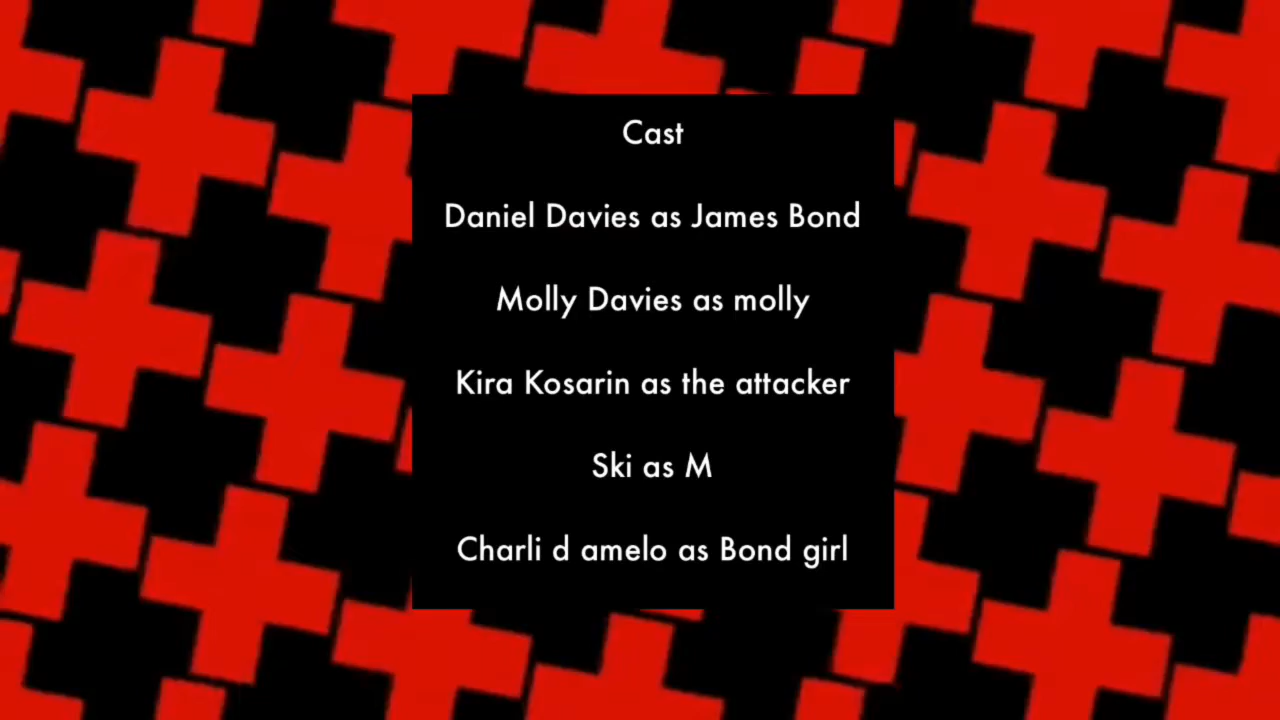 Cast
Daniel Davies as James Bond
Molly Davies as molly
Kira Kosarin as the attacker
Ski as M
Charli d amelo as Bond girl